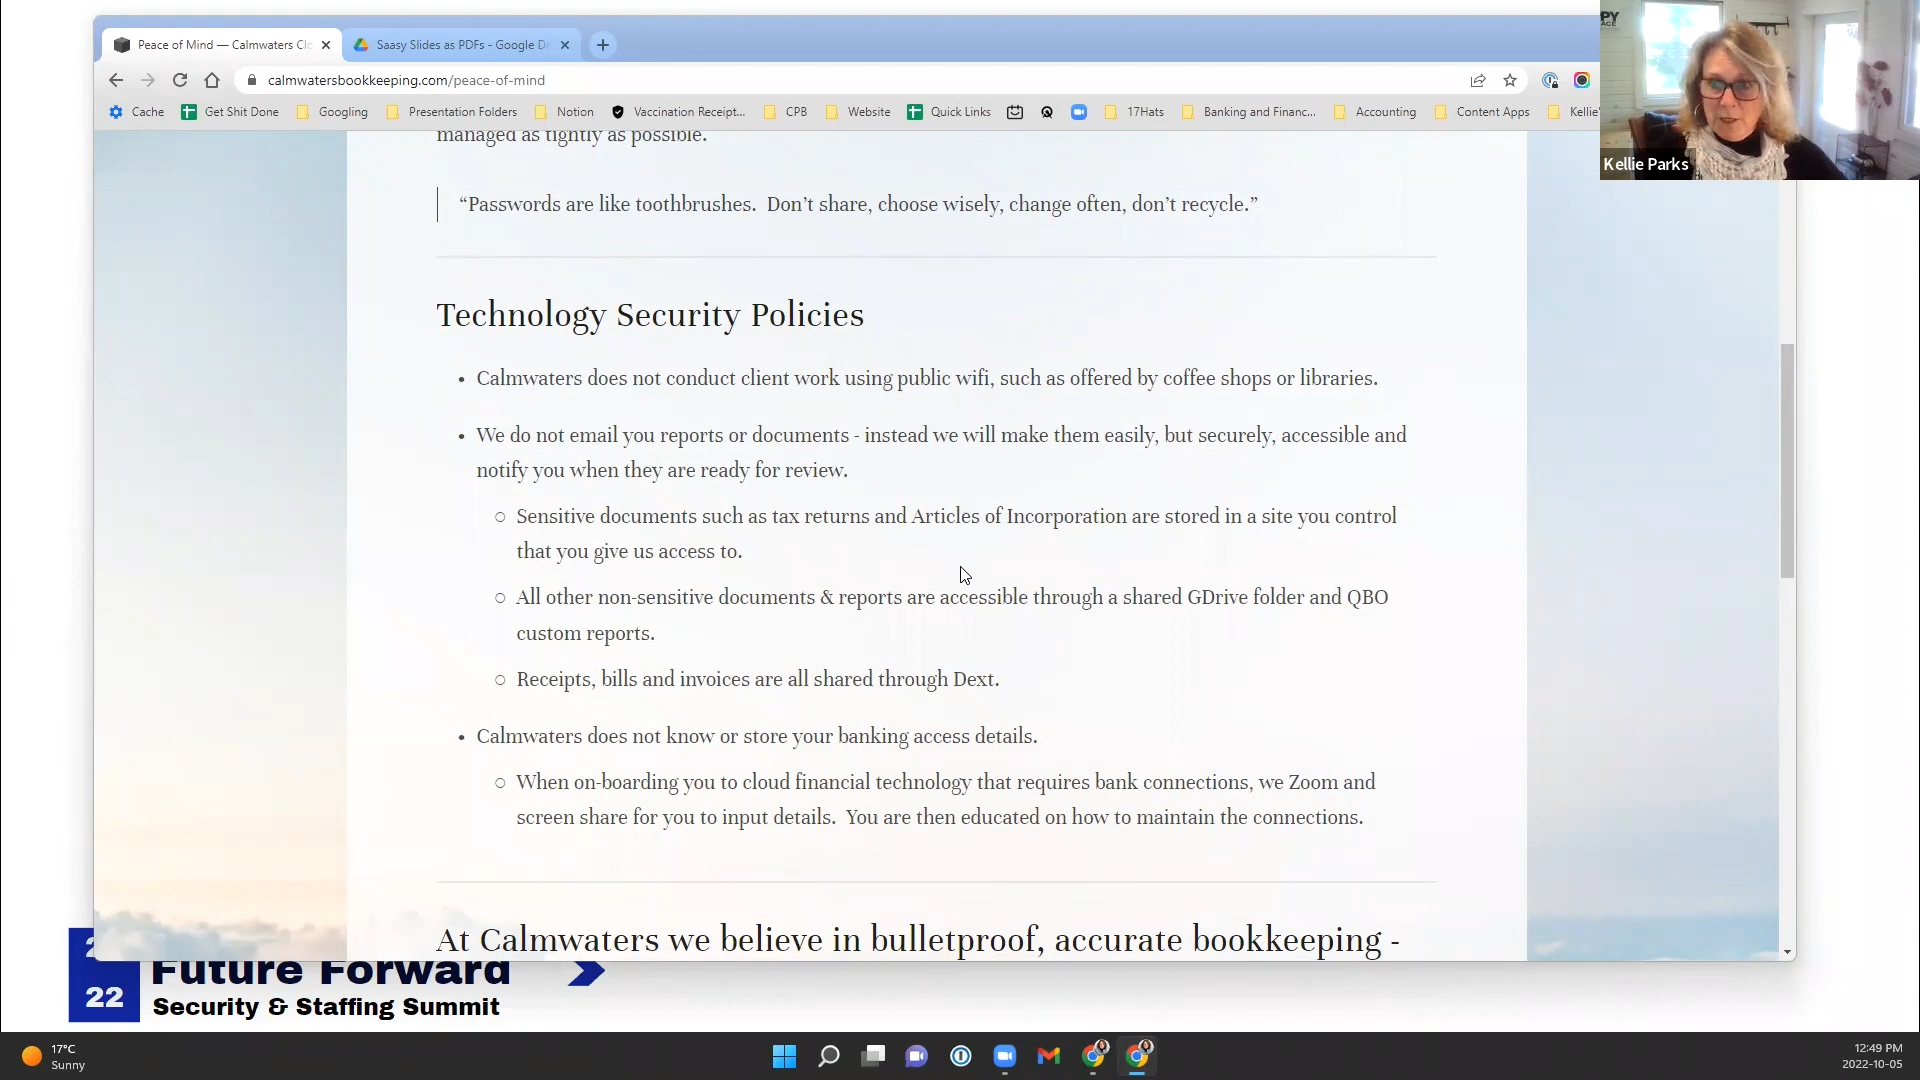 Peace of Mind — Calmwaters Clo
Saasy Slides as PDFs - Google Dr
calmwatersbookkeeping.com/peace-of-mind
Cache
Get Shit Done
Googling
Presentation Folders
Notion
Vaccination Receipt...
CPB
Website
Quick Links
17Hats
Banking and Financ...
Accounting
Content Apps
Kellie'
Kellie Parks
managed as tightly as possible.
“Passwords are like toothbrushes.  Don’t share, choose wisely, change often, don’t recycle.”
Technology Security Policies
• Calmwaters does not conduct client work using public wifi, such as offered by coffee shops or libraries.
• We do not email you reports or documents - instead we will make them easily, but securely, accessible and
notify you when they are ready for review.
○ Sensitive documents such as tax returns and Articles of Incorporation are stored in a site you control
that you give us access to.
○ All other non-sensitive documents & reports are accessible through a shared GDrive folder and QBO
custom reports.
○ Receipts, bills and invoices are all shared through Dext.
• Calmwaters does not know or store your banking access details.
○ When on-boarding you to cloud financial technology that requires bank connections, we Zoom and
screen share for you to input details.  You are then educated on how to maintain the connections.
At Calmwaters we believe in bulletproof, accurate bookkeeping -
22
Future Forward
Security & Staffing Summit
17°C
Sunny
12:49 PM
2022-10-05